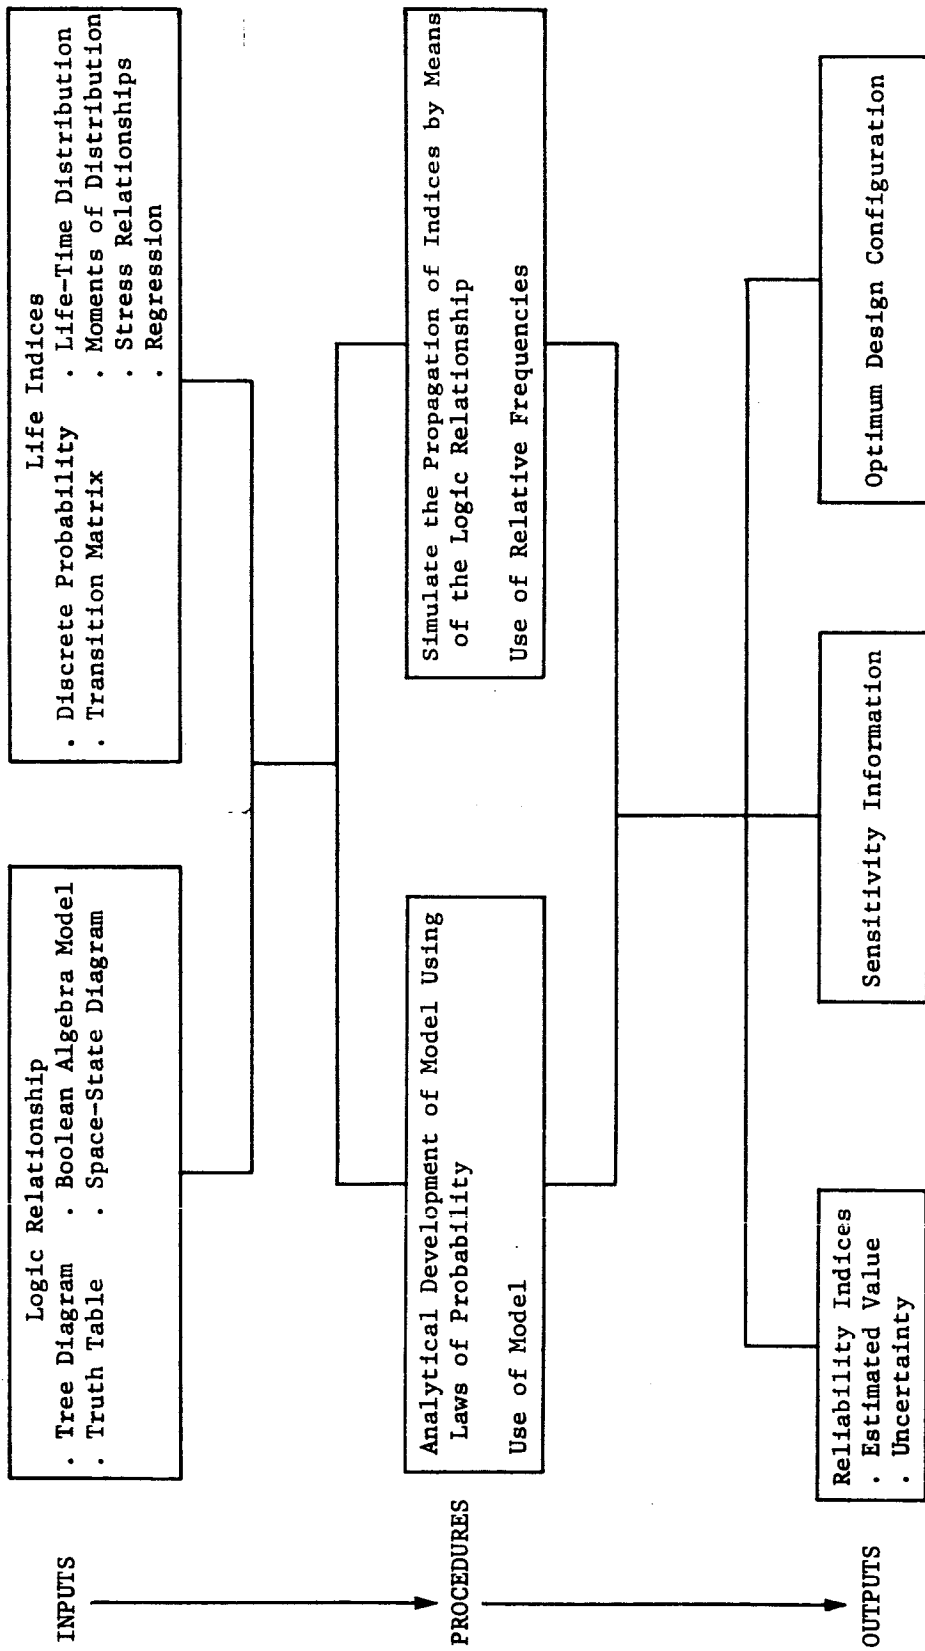 INPUTS
Logic Relationship
. Tree Diagram . Boolean Algebra Model
. Truth Table . Space-State Diagram
Life Indices
. Discrete Probability . Life-Time Distribution
. Transition Matrix . Moments of Distribution
. Stress Relationships
. Regression
PROCEDURES
Analytical Development of Model Using
Laws of Probability
Use of Model
Simulate the Propagation of Indices by Means
of the Logic Relationship
Use of Relative Frequencies
OUTPUTS
Reliability Indices
. Estimated Value
. Uncertainty
Sensitivity Information
Optimum Design Configuration